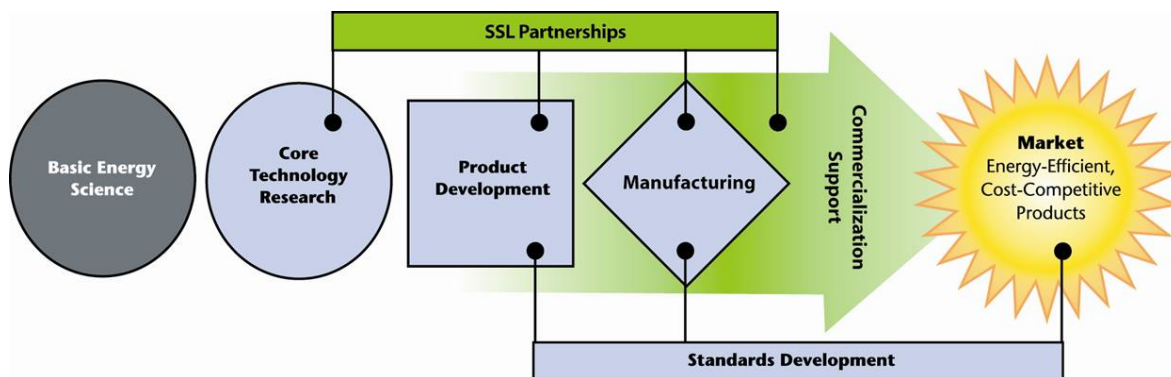 SSL Partnerships
Basic Energy
Science
Core
Technology
Research
Product
Development
Manufacturing
Commercialization
Support
Market
Energy-Efficient,
Cost-Competitive
Products
Standards Development